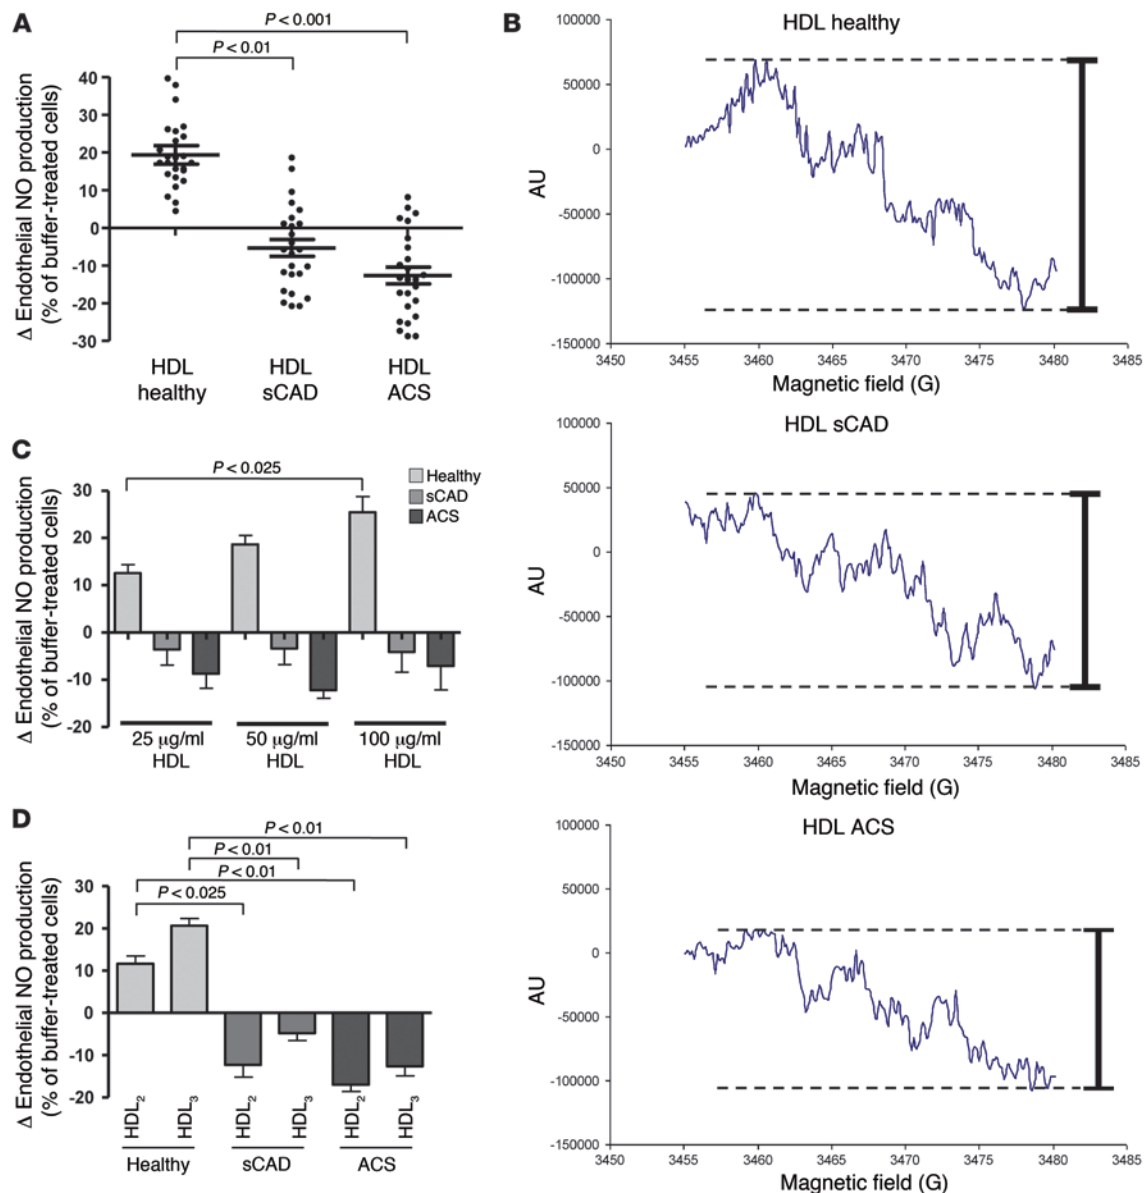 A
P < 0.001
P < 0.01
Δ Endothelial NO production
(% of buffer-treated cells)
40
30
20
10
0
-10
-20
-30
HDL
healthy
HDL
sCAD
HDL
ACS
B
HDL healthy
AU
100000
50000
0
-50000
-100000
-150000
3450 3455 3460 3465 3470 3475 3480 3485
Magnetic field (G)
HDL sCAD
AU
100000
50000
0
-50000
-100000
-150000
3450 3455 3460 3465 3470 3475 3480 3485
Magnetic field (G)
HDL ACS
AU
100000
50000
0
-50000
-100000
-150000
3450 3455 3460 3465 3470 3475 3480 3485
Magnetic field (G)
C
P < 0.025
Healthy
sCAD
ACS
Δ Endothelial NO production
(% of buffer-treated cells)
30
20
10
0
-10
-20
25 µg/ml
HDL
50 µg/ml
HDL
100 µg/ml
HDL
D
P < 0.01
P < 0.01
P < 0.01
P < 0.025
Δ Endothelial NO production
(% of buffer-treated cells)
30
20
10
0
-10
-20
HDL₂
HDL₃
HDL₂
HDL₃
HDL₂
HDL₃
Healthy
sCAD
ACS